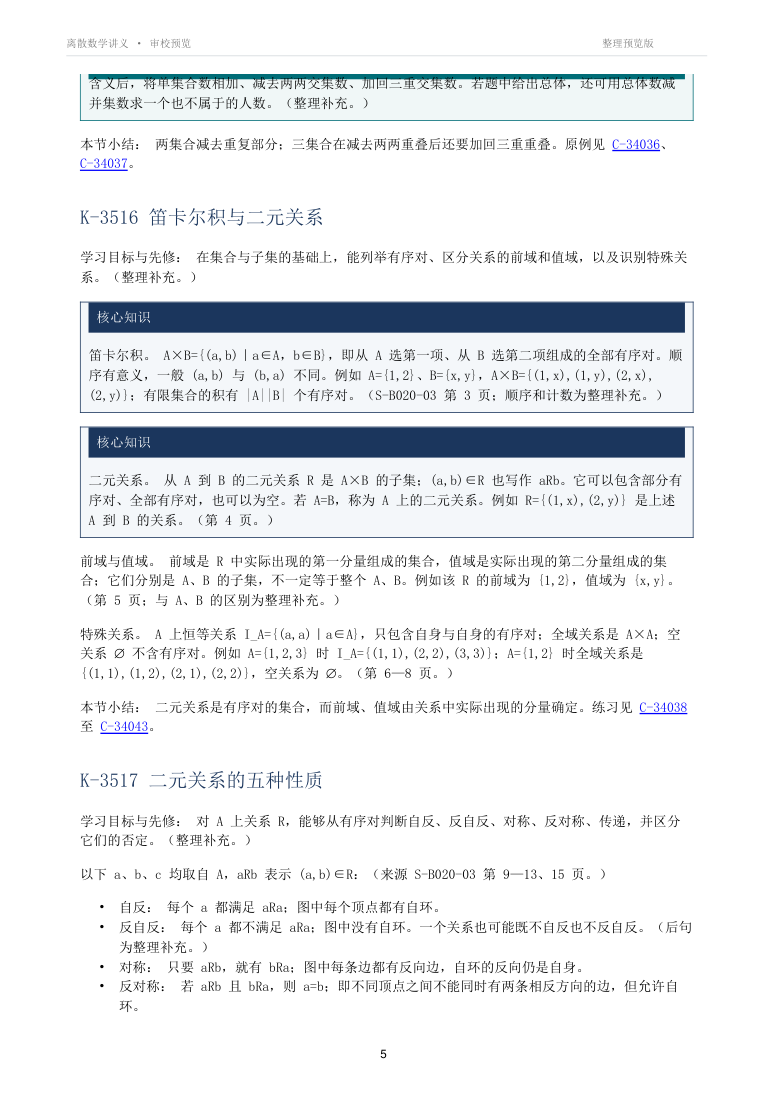 离散数学讲义 • 审校预览
整理预览版
含义后，将单集合数相加、减去两两交集数、加回三重交集数。若题中给出总体，还可用总体数减
并集数求一个也不属于的人数。（整理补充。）
本节小结： 两集合减去重复部分；三集合在减去两两重叠后还要加回三重重叠。原例见 C-34036、
C-34037。
K-3516 笛卡尔积与二元关系
学习目标与先修： 在集合与子集的基础上，能列举有序对、区分关系的前域和值域，以及识别特殊关
系。（整理补充。）
核心知识
笛卡尔积。 A×B={(a,b)|a∈A，b∈B}，即从 A 选第一项、从 B 选第二项组成的全部有序对。顺
序有意义，一般 (a,b) 与 (b,a) 不同。例如 A={1,2}、B={x,y}，A×B={(1,x),(1,y),(2,x),
(2,y)}；有限集合的积有 |A||B| 个有序对。（S-B020-03 第 3 页；顺序和计数为整理补充。）
核心知识
二元关系。 从 A 到 B 的二元关系 R 是 A×B 的子集；(a,b)∈R 也写作 aRb。它可以包含部分有
序对、全部有序对，也可以为空。若 A=B，称为 A 上的二元关系。例如 R={(1,x),(2,y)} 是上述
A 到 B 的关系。（第 4 页。）
前域与值域。 前域是 R 中实际出现的第一分量组成的集合，值域是实际出现的第二分量组成的集
合；它们分别是 A、B 的子集，不一定等于整个 A、B。例如该 R 的前域为 {1,2}，值域为 {x,y}。
（第 5 页；与 A、B 的区别为整理补充。）
特殊关系。 A 上恒等关系 I_A={(a,a)|a∈A}，只包含自身与自身的有序对；全域关系是 A×A；空
关系 ∅ 不含有序对。例如 A={1,2,3} 时 I_A={(1,1),(2,2),(3,3)}；A={1,2} 时全域关系是
{(1,1),(1,2),(2,1),(2,2)}，空关系为 ∅。（第 6—8 页。）
本节小结： 二元关系是有序对的集合，而前域、值域由关系中实际出现的分量确定。练习见 C-34038
至 C-34043。
K-3517 二元关系的五种性质
学习目标与先修： 对 A 上关系 R，能够从有序对判断自反、反自反、对称、反对称、传递，并区分
它们的否定。（整理补充。）
以下 a、b、c 均取自 A，aRb 表示 (a,b)∈R：（来源 S-B020-03 第 9—13、15 页。）
• 自反： 每个 a 都满足 aRa；图中每个顶点都有自环。
• 反自反： 每个 a 都不满足 aRa；图中没有自环。一个关系也可能既不自反也不反自反。（后句
为整理补充。）
• 对称： 只要 aRb，就有 bRa；图中每条边都有反向边，自环的反向仍是自身。
• 反对称： 若 aRb 且 bRa，则 a=b；即不同顶点之间不能同时有两条相反方向的边，但允许自
环。
5